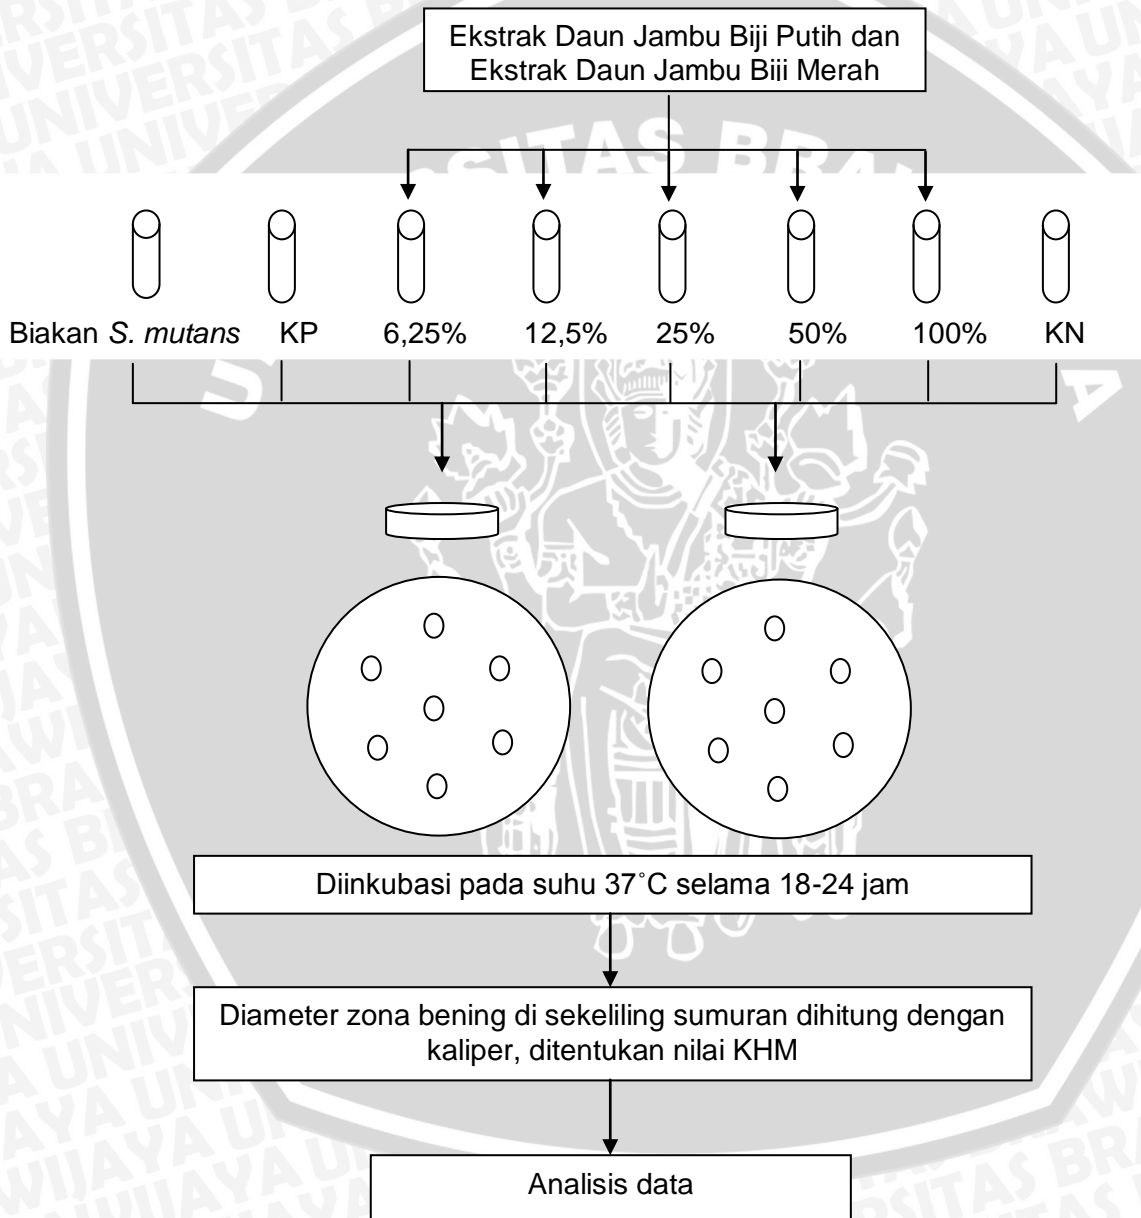 Ekstrak Daun Jambu Biji Putih dan
Ekstrak Daun Jambu Biji Merah
Biakan S. mutans KP 6,25% 12,5% 25% 50% 100% KN
Diinkubasi pada suhu 37˚C selama 18-24 jam
Diameter zona bening di sekeliling sumuran dihitung dengan
kaliper, ditentukan nilai KHM
Analisis data